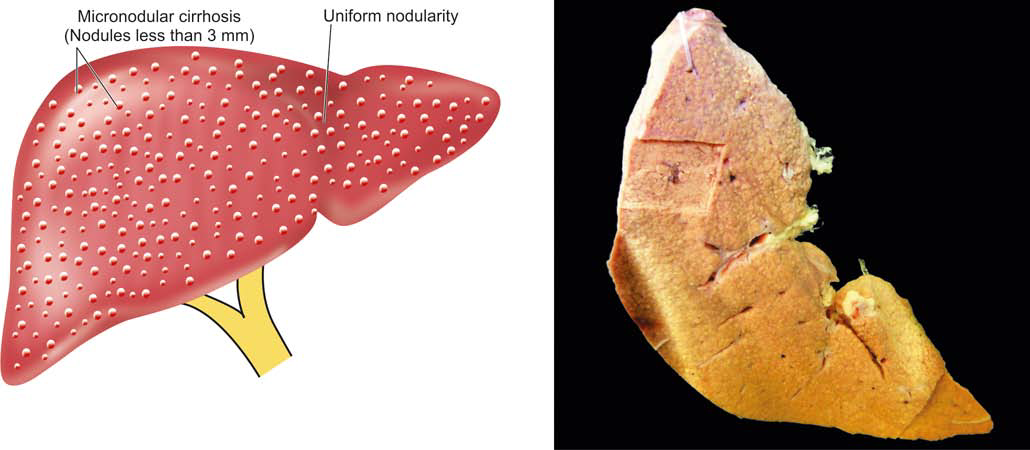 Micronodular cirrhosis
(Nodules less than 3 mm)
Uniform nodularity